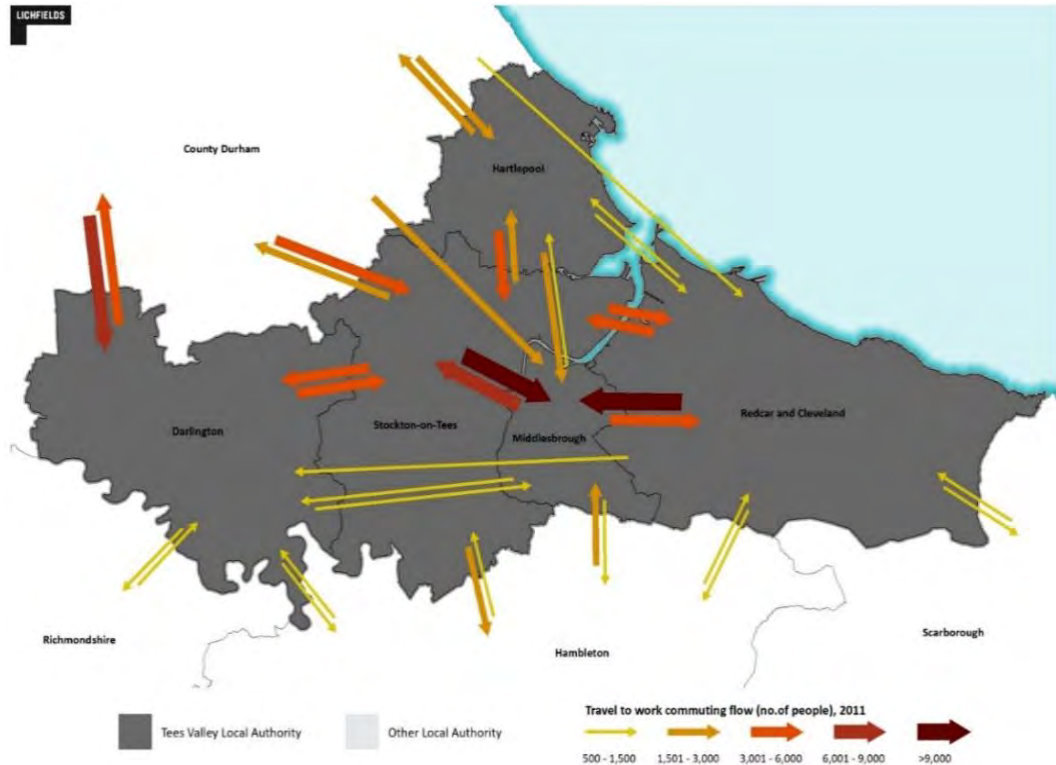 LICHFIELDS
County Durham
Hartlepool
Redcar and Cleveland
Stockton-on-Tees
Darlington
Middlesbrough
Richmondshire
Scarborough
Hambleton
Travel to work commuting flow (no.of people), 2011
Tees Valley Local Authority
Other Local Authority
500 - 1,500
1,501 - 3,000
3,001 - 6,000
6,001 - 9,000
>9,000